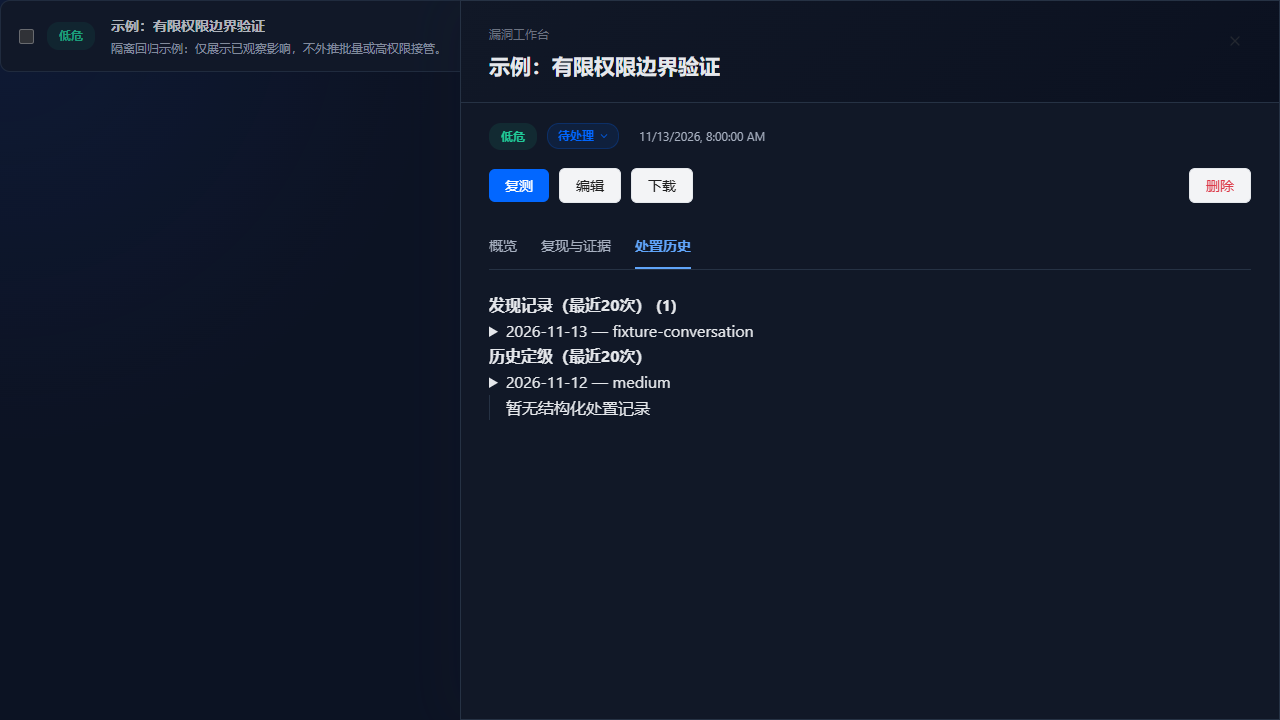 低危
示例：有限权限边界验证
隔离回归示例：仅展示已观察影响，不外推批量或高权限接管。
漏洞工作台
示例：有限权限边界验证
低危 待处理 11/13/2026, 8:00:00 AM
复测 编辑 下载 删除
概览 复现与证据 处置历史
发现记录（最近20次） (1)
2026-11-13 — fixture-conversation
历史定级（最近20次）
2026-11-12 — medium
暂无结构化处置记录